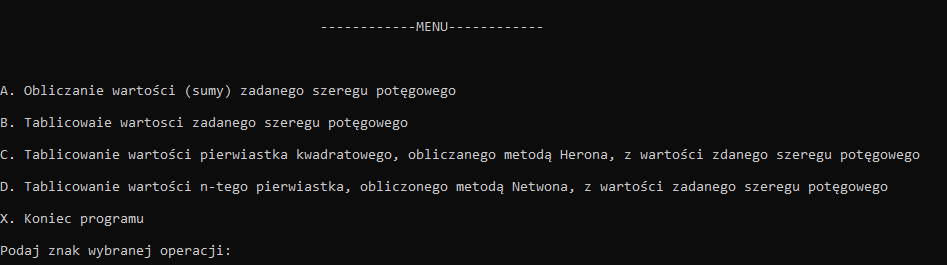 ------------MENU------------
A. Obliczanie wartości (sumy) zadanego szeregu potęgowego
B. Tablicowaie wartosci zadanego szeregu potęgowego
C. Tablicowanie wartości pierwiastka kwadratowego, obliczanego metodą Herona, z wartości zdanego szeregu potęgowego
D. Tablicowanie wartości n-tego pierwiastka, obliczonego metodą Netwona, z wartości zadanego szeregu potęgowego
X. Koniec programu
Podaj znak wybranej operacji: